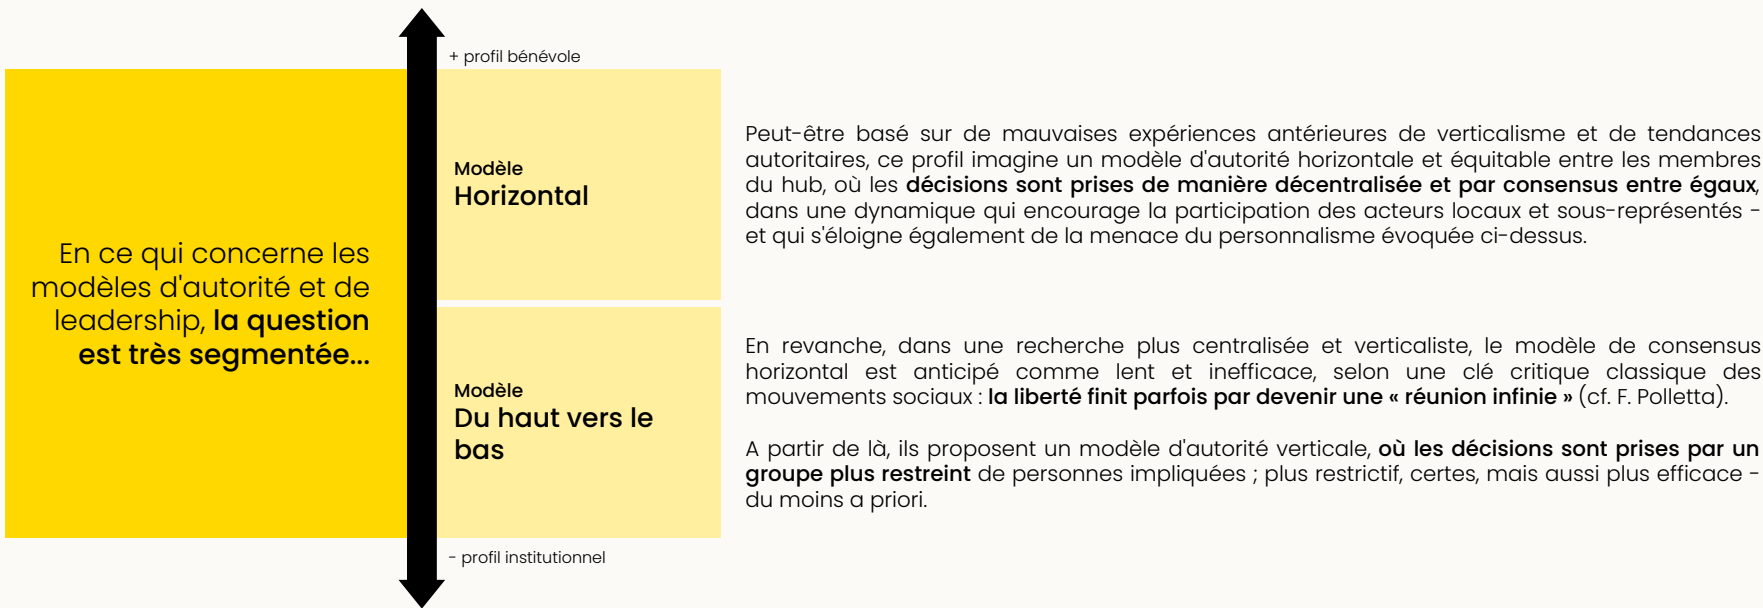 + profil bénévole
En ce qui concerne les
modèles d'autorité et de
leadership, la question
est très segmentée...
Modèle
Horizontal
Peut-être basé sur de mauvaises expériences antérieures de verticalisme et de tendances
autoritaires, ce profil imagine un modèle d'autorité horizontale et équitable entre les membres
du hub, où les décisions sont prises de manière décentralisée et par consensus entre égaux,
dans une dynamique qui encourage la participation des acteurs locaux et sous-représentés -
et qui s'éloigne également de la menace du personnalisme évoquée ci-dessus.
Modèle
Du haut vers le
bas
En revanche, dans une recherche plus centralisée et verticaliste, le modèle de consensus
horizontal est anticipé comme lent et inefficace, selon une clé critique classique des
mouvements sociaux : la liberté finit parfois par devenir une « réunion infinie » (cf. F. Polletta).
A partir de là, ils proposent un modèle d'autorité verticale, où les décisions sont prises par un
groupe plus restreint de personnes impliquées ; plus restrictif, certes, mais aussi plus efficace -
du moins a priori.
- profil institutionnel